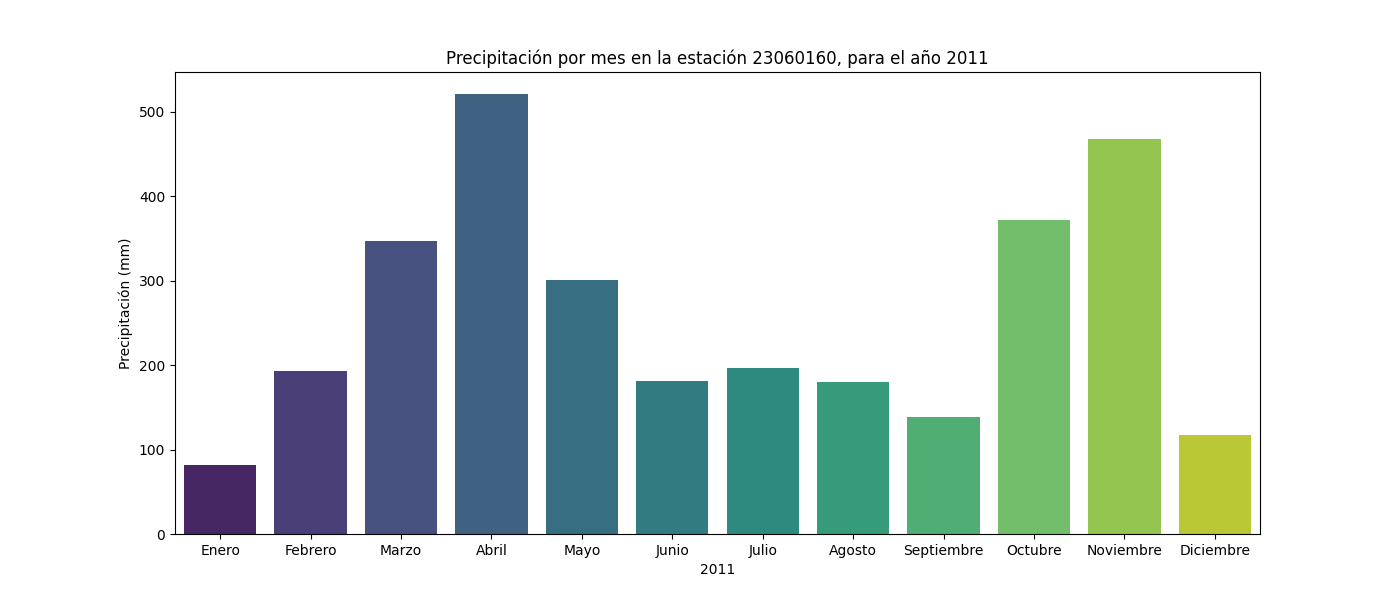 Precipitación por mes en la estación 23060160, para el año 2011
Precipitación (mm)
500
400
300
200
100
0
Enero Febrero Marzo Abril Mayo Junio Julio Agosto Septiembre Octubre Noviembre Diciembre
2011